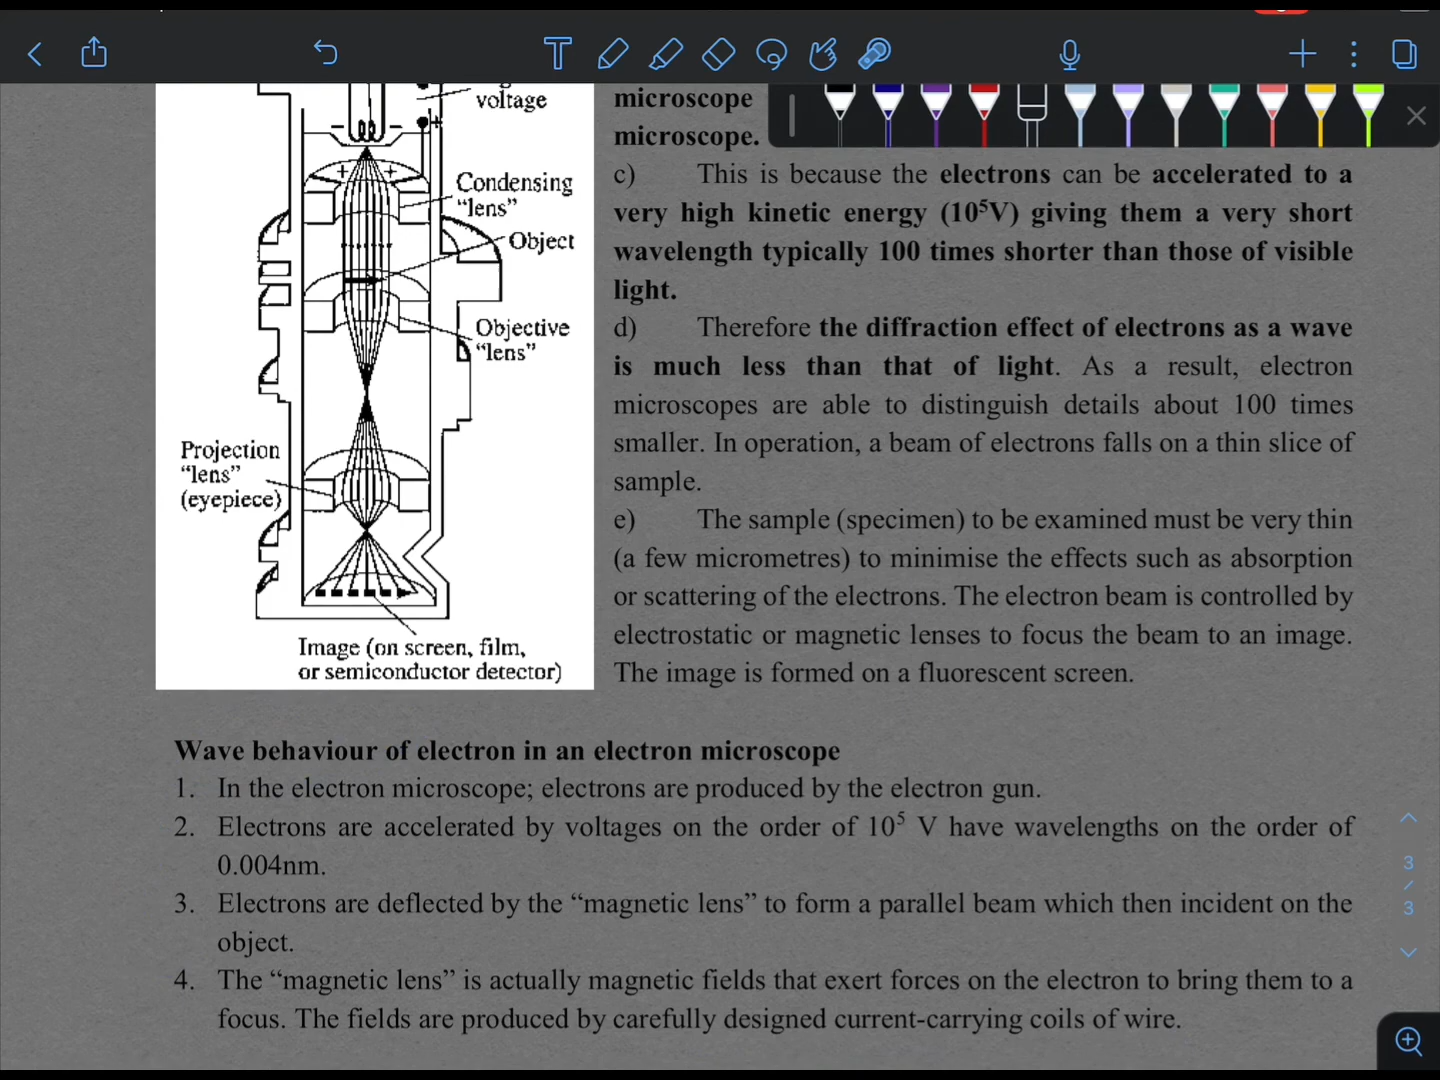 voltage
Condensing
“lens”
Object
Objective
“lens”
Projection
“lens”
(eyepiece)
Image (on screen, film,
or semiconductor detector)
microscope
microscope.
c) This is because the electrons can be accelerated to a
very high kinetic energy (10⁵V) giving them a very short
wavelength typically 100 times shorter than those of visible
light.
d) Therefore the diffraction effect of electrons as a wave
is much less than that of light. As a result, electron
microscopes are able to distinguish details about 100 times
smaller. In operation, a beam of electrons falls on a thin slice of
sample.
e) The sample (specimen) to be examined must be very thin
(a few micrometres) to minimise the effects such as absorption
or scattering of the electrons. The electron beam is controlled by
electrostatic or magnetic lenses to focus the beam to an image.
The image is formed on a fluorescent screen.
Wave behaviour of electron in an electron microscope
1. In the electron microscope; electrons are produced by the electron gun.
2. Electrons are accelerated by voltages on the order of 10⁵ V have wavelengths on the order of
0.004nm.
3. Electrons are deflected by the “magnetic lens” to form a parallel beam which then incident on the
object.
4. The “magnetic lens” is actually magnetic fields that exert forces on the electron to bring them to a
focus. The fields are produced by carefully designed current-carrying coils of wire.
3
/
3